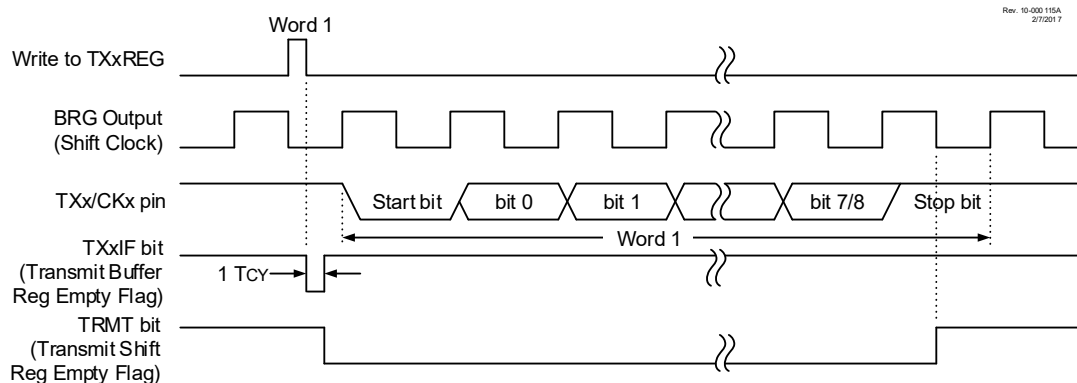 Rev. 10-000 115A
2/7/201 7
Word 1
Write to TXxREG
BRG Output
(Shift Clock)
TXx/CKx pin
Start bit
bit 0
bit 1
bit 7/8
Stop bit
Word 1
TXxIF bit
(Transmit Buffer
Reg Empty Flag)
1 TCY
TRMT bit
(Transmit Shift
Reg Empty Flag)